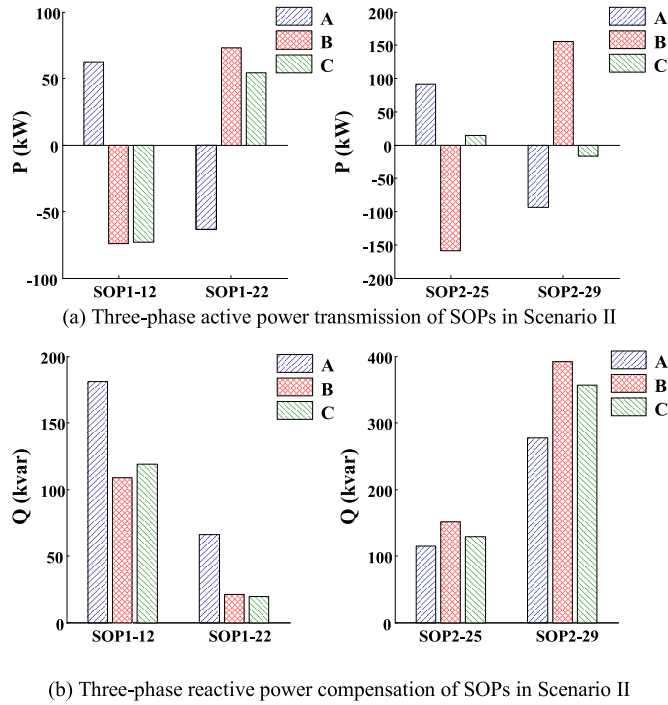 100
50
0
-50
-100
P (kW)
A
B
C
SOP1-12 SOP1-22
200
150
100
50
0
-50
-100
-150
-200
P (kW)
A
B
C
SOP2-25 SOP2-29
(a) Three-phase active power transmission of SOPs in Scenario II
200
150
100
50
0
Q (kvar)
A
B
C
SOP1-12 SOP1-22
400
300
200
100
0
Q (kvar)
A
B
C
SOP2-25 SOP2-29
(b) Three-phase reactive power compensation of SOPs in Scenario II